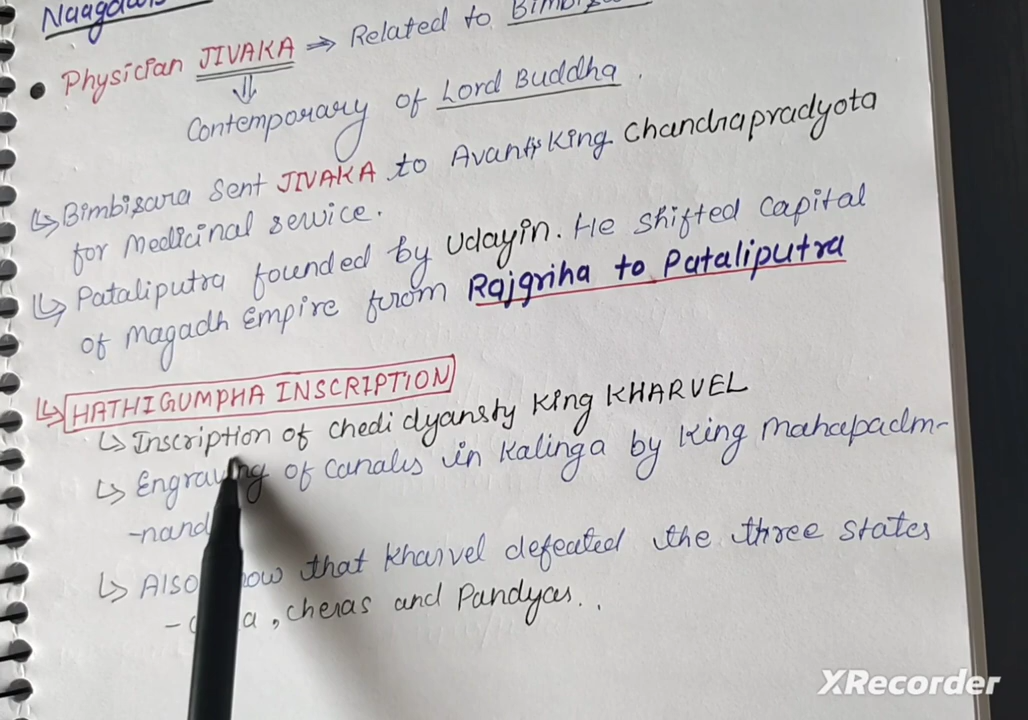 • Physician JIVAKA ⇒ Related to
Contemporary of Lord Buddha.
↳ Bimbisara sent JIVAKA to Avanti King Chandrapradyota
for Medicinal service.
↳ Pataliputra founded by Udayin. He shifted capital
of Magadh Empire from Rajgriha to Pataliputra
↳ HATHIGUMPHA INSCRIPTION
↳ Inscription of Chedi dyansty King KHARVEL
↳ Engraving of Canals in Kalinga by King Mahapadm-
-nand
↳ Also that Kharvel defeated the three states
, Cheras and Pandyas..
XRecorder